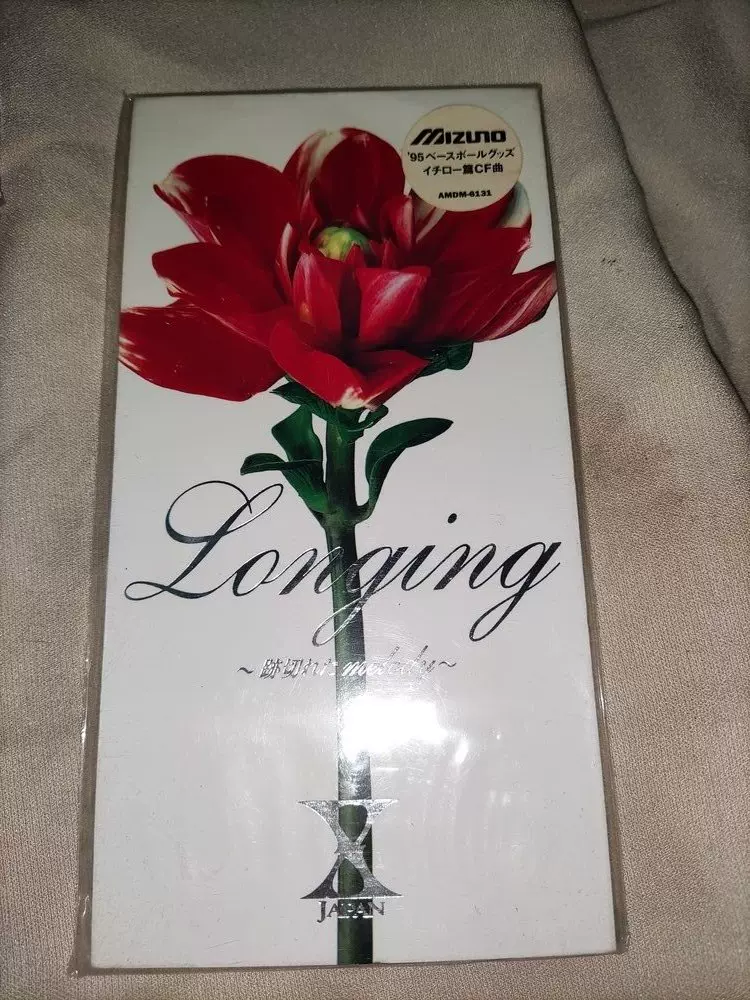 MIZUNO
'95ベースボールグッズ
イチロー篇CF曲
AMDM-6131
Longing
～跡切れたmelody～
X
JAPAN